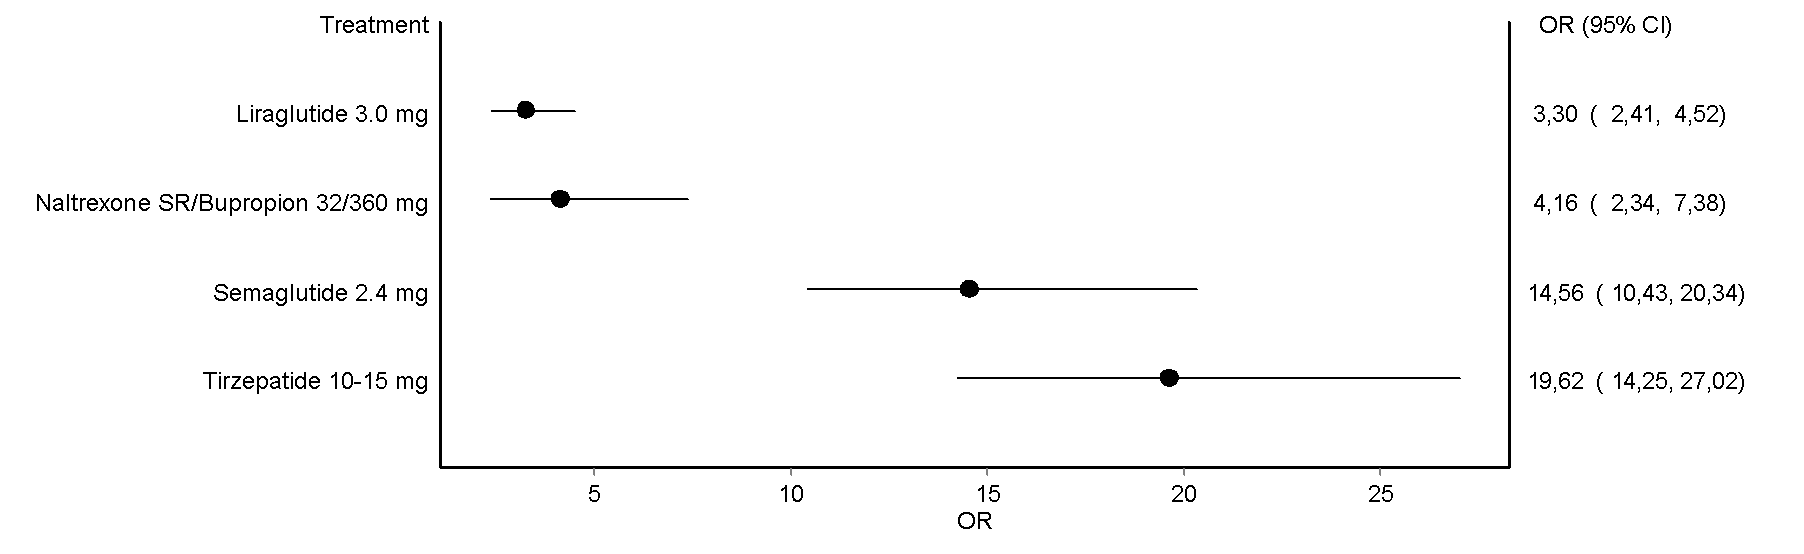 Treatment OR (95% CI)
Liraglutide 3.0 mg 3,30 ( 2,41, 4,52)
Naltrexone SR/Bupropion 32/360 mg 4,16 ( 2,34, 7,38)
Semaglutide 2.4 mg 14,56 ( 10,43, 20,34)
Tirzepatide 10-15 mg 19,62 ( 14,25, 27,02)
5 10 15 20 25
OR